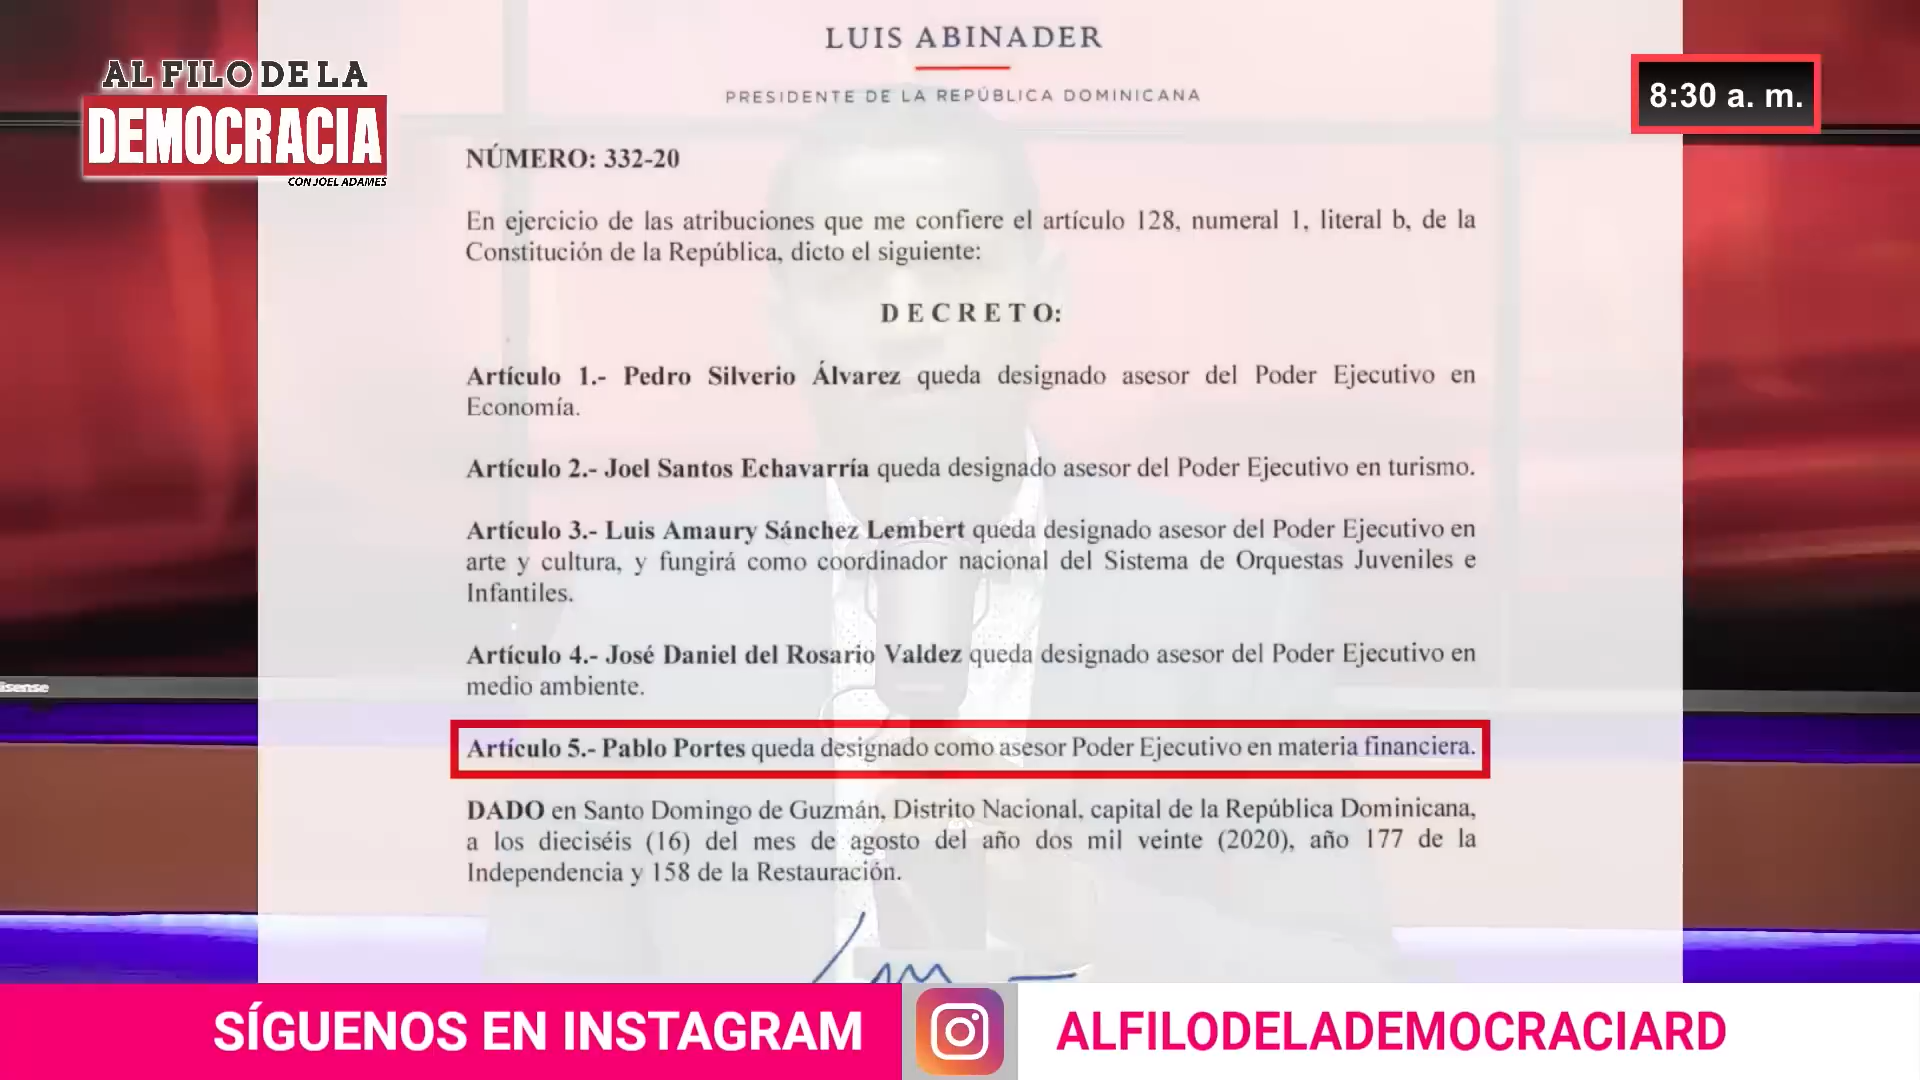 LUIS ABINADER
PRESIDENTE DE LA REPÚBLICA DOMINICANA
AL FILO DE LA
DEMOCRACIA
CON JOEL ADAMES
8:30 a. m.
NÚMERO: 332-20
En ejercicio de las atribuciones que me confiere el artículo 128, numeral 1, literal b, de la
Constitución de la República, dicto el siguiente:
DECRETO:
Artículo 1.- Pedro Silverio Álvarez queda designado asesor del Poder Ejecutivo en
Economía.
Artículo 2.- Joel Santos Echavarría queda designado asesor del Poder Ejecutivo en turismo.
Artículo 3.- Luis Amaury Sánchez Lembert queda designado asesor del Poder Ejecutivo en
arte y cultura, y fungirá como coordinador nacional del Sistema de Orquestas Juveniles e
Infantiles.
Artículo 4.- José Daniel del Rosario Valdez queda designado asesor del Poder Ejecutivo en
medio ambiente.
isense
Artículo 5.- Pablo Portes queda designado como asesor Poder Ejecutivo en materia financiera.
DADO en Santo Domingo de Guzmán, Distrito Nacional, capital de la República Dominicana,
a los dieciséis (16) del mes de agosto del año dos mil veinte (2020), año 177 de la
Independencia y 158 de la Restauración.
SÍGUENOS EN INSTAGRAM
ALFILODELADEMOCRACIARD